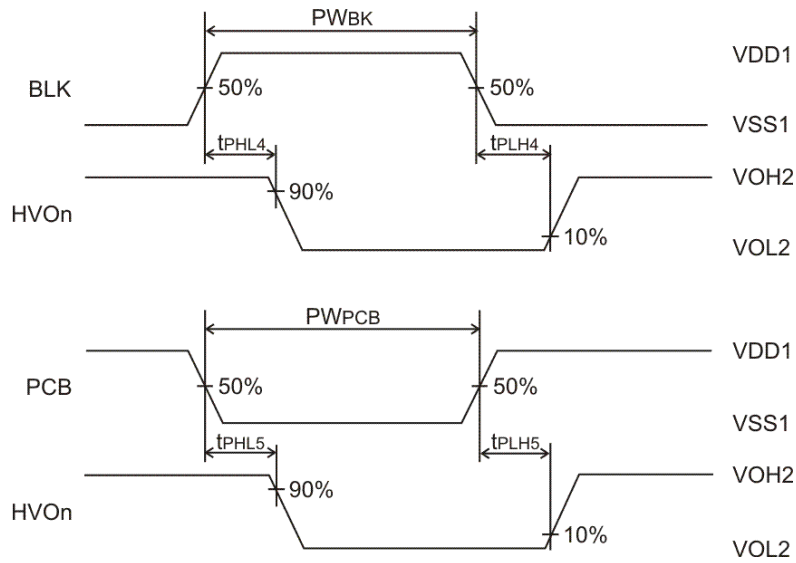 PWBK
VDD1
BLK
50%
50%
VSS1
tPHL4
tPLH4
VOH2
90%
HVOn
10%
VOL2
PWPCB
VDD1
PCB
50%
50%
VSS1
tPHL5
tPLH5
VOH2
90%
HVOn
10%
VOL2